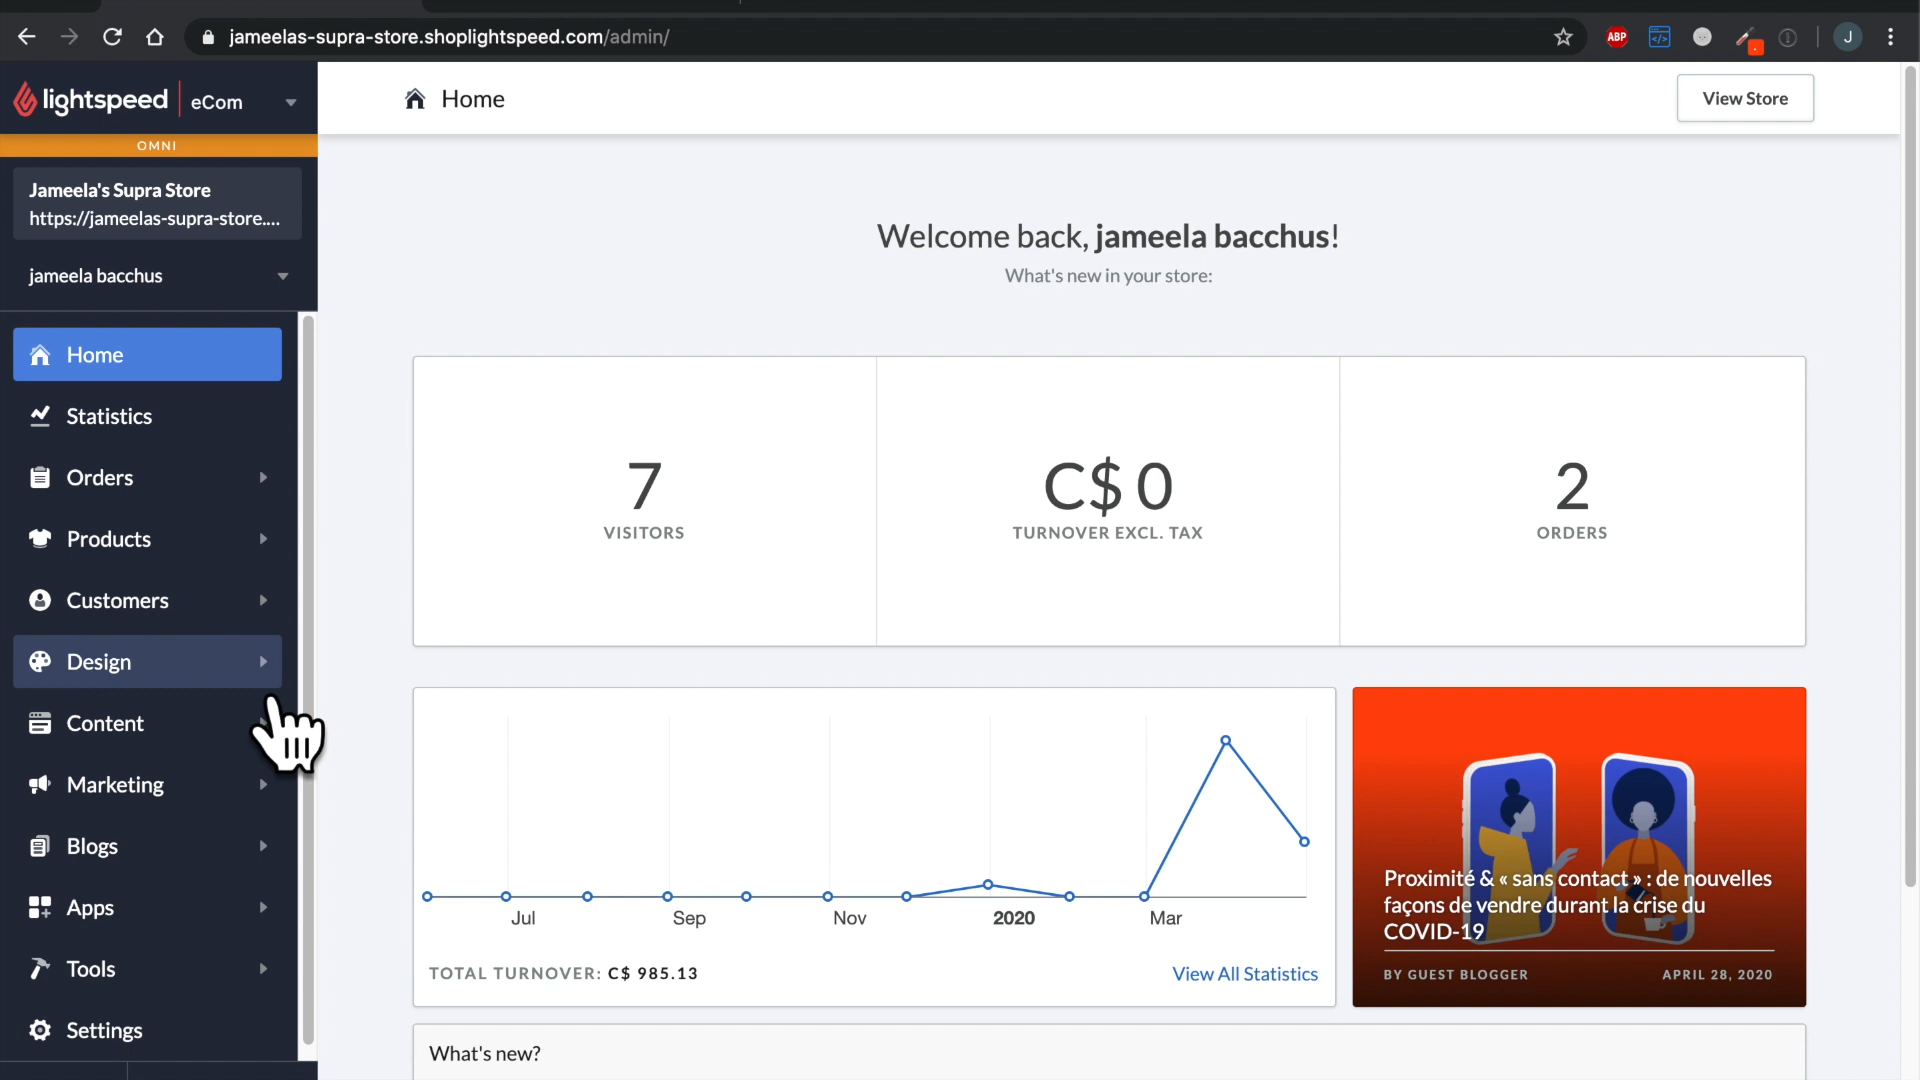 jameelas-supra-store.shoplightspeed.com/admin/
ABP
J
lightspeed eCom
OMNI
Jameela's Supra Store
https://jameelas-supra-store....
jameela bacchus
Home
Statistics
Orders
Products
Customers
Design
Content
Marketing
Blogs
Apps
Tools
Settings
Home
View Store
Welcome back, jameela bacchus!
What's new in your store:
7
VISITORS
C$ 0
TURNOVER EXCL. TAX
2
ORDERS
Jul Sep Nov 2020 Mar
TOTAL TURNOVER: C$ 985.13
View All Statistics
Proximité & « sans contact » : de nouvelles
façons de vendre durant la crise du
COVID-19
BY GUEST BLOGGER
APRIL 28, 2020
What's new?